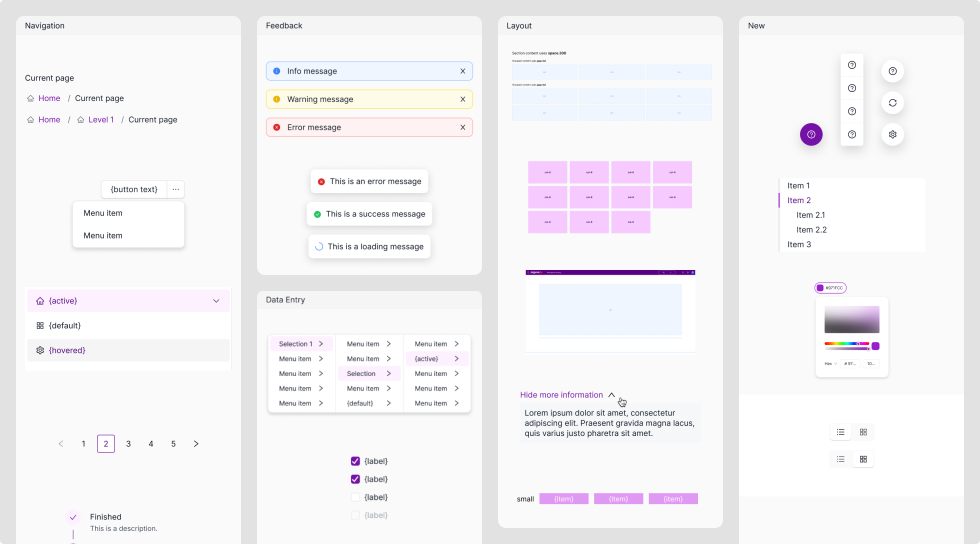 Navigation
Current page
Home / Current page
Home / Level 1 / Current page
{button text} ...
Menu item
Menu item
{active}
{default}
{hovered}
1 2 3 4 5
Finished
This is a description.
Feedback
Info message
Warning message
Error message
This is an error message
This is a success message
This is a loading message
Data Entry
Selection 1 Menu item Menu item
Menu item Menu item {active}
Menu item Selection Menu item
Menu item Menu item Menu item
Menu item {default} Menu item
{label}
{label}
{label}
{label}
Layout
Section content uses space.200
Hide more information
Lorem ipsum dolor sit amet, consectetur
adipiscing elit. Praesent gravida magna lacus,
quis varius justo pharetra sit amet.
small {item} {item} {item}
New
Item 1
Item 2
Item 2.1
Item 2.2
Item 3
#971FCC
Hex # 97... 10...